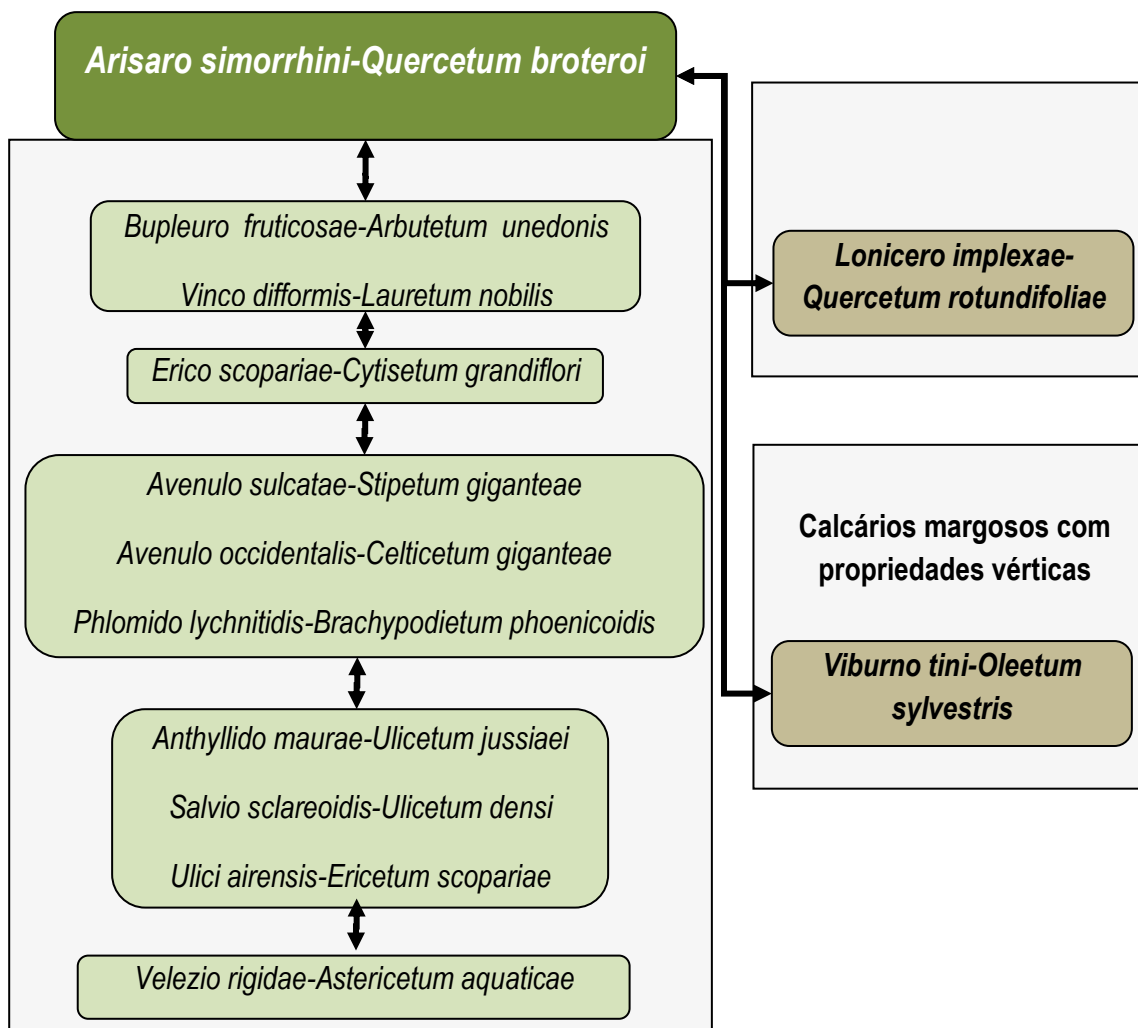 Arisaro simorrhini-Quercetum broteroi
Bupleuro fruticosae-Arbutetum unedonis
Vinco difformis-Lauretum nobilis
Erico scopariae-Cytisetum grandiflori
Avenulo sulcatae-Stipetum giganteae
Avenulo occidentalis-Celticetum giganteae
Phlomido lychnitidis-Brachypodietum phoenicoidis
Anthyllido maurae-Ulicetum jussiaei
Salvio sclareoidis-Ulicetum densi
Ulici airensis-Ericetum scopariae
Velezio rigidae-Astericetum aquaticae
Lonicero implexae-
Quercetum rotundifoliae
Calcários margosos com
propriedades vérticas
Viburno tini-Oleetum
sylvestris